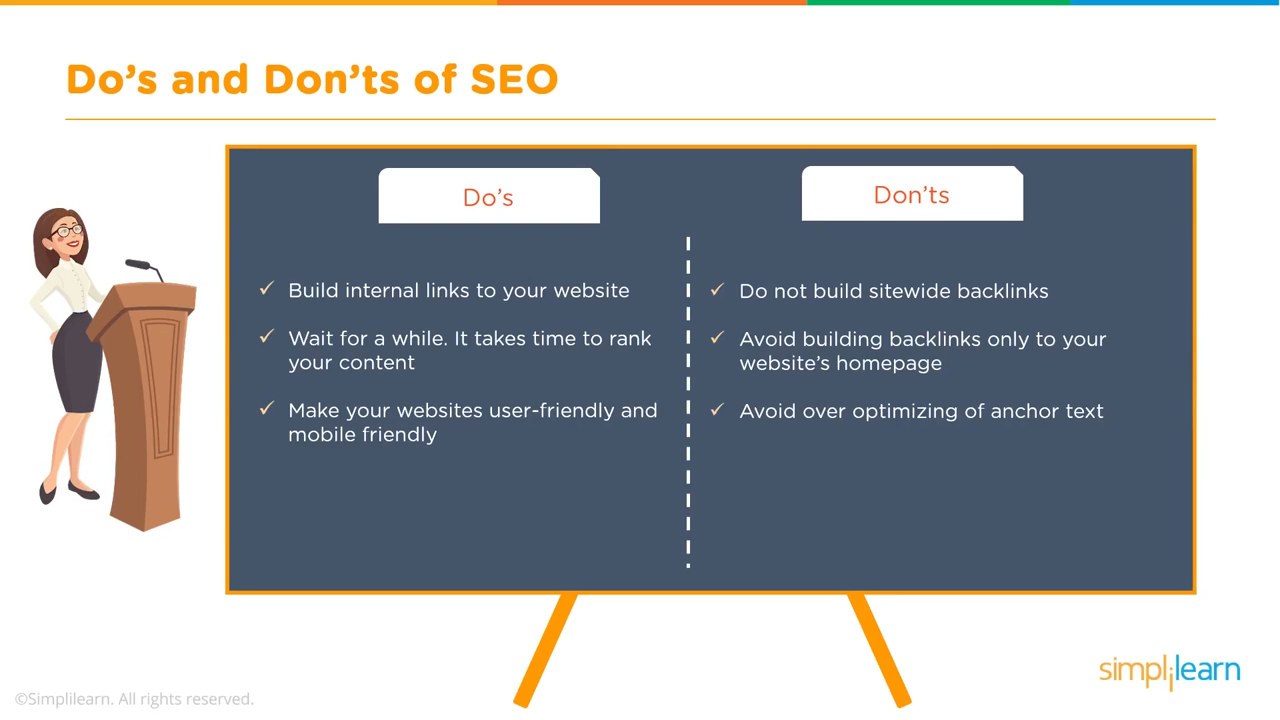 Do’s and Don’ts of SEO
Do’s
Build internal links to your website
Wait for a while. It takes time to rank
your content
Make your websites user-friendly and
mobile friendly
Don’ts
Do not build sitewide backlinks
Avoid building backlinks only to your
website’s homepage
Avoid over optimizing of anchor text
©Simplilearn. All rights reserved.
simplilearn